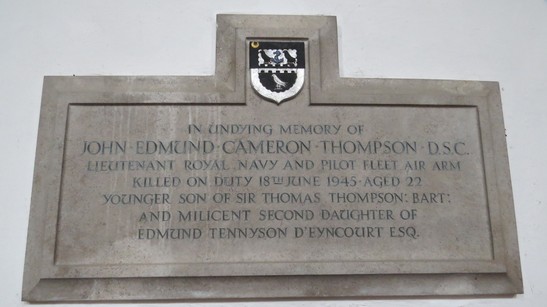 IN UNDYING MEMORY OF
JOHN·EDMUND·CAMERON·THOMPSON·D.S.C.
LIEUTENANT ROYAL NAVY AND PILOT FLEET AIR ARM
KILLED ON DUTY 18TH JUNE 1945·AGED 22
YOUNGER SON OF SIR THOMAS THOMPSON: BART:
AND MILICENT SECOND DAUGHTER OF
EDMUND TENNYSON D'EYNCOURT ESQ.